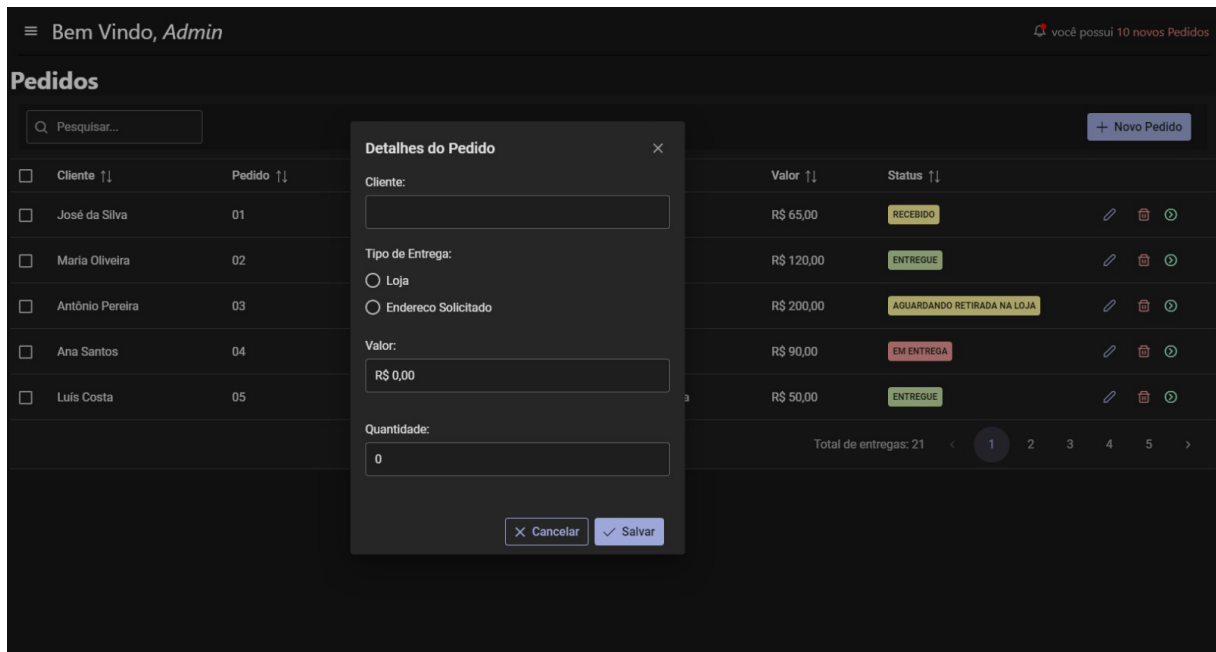 Bem Vindo, Admin
você possui 10 novos Pedidos
Pedidos
Pesquisar...
Novo Pedido
Cliente Pedido Valor Status
José da Silva 01 R$ 65,00 RECEBIDO
Maria Oliveira 02 R$ 120,00 ENTREGUE
Antônio Pereira 03 R$ 200,00 AGUARDANDO RETIRADA NA LOJA
Ana Santos 04 R$ 90,00 EM ENTREGA
Luís Costa 05 R$ 50,00 ENTREGUE
Total de entregas: 21 < 1 2 3 4 5 >
Detalhes do Pedido
Cliente:
Tipo de Entrega:
Loja
Endereco Solicitado
Valor:
R$ 0,00
Quantidade:
0
Cancelar Salvar